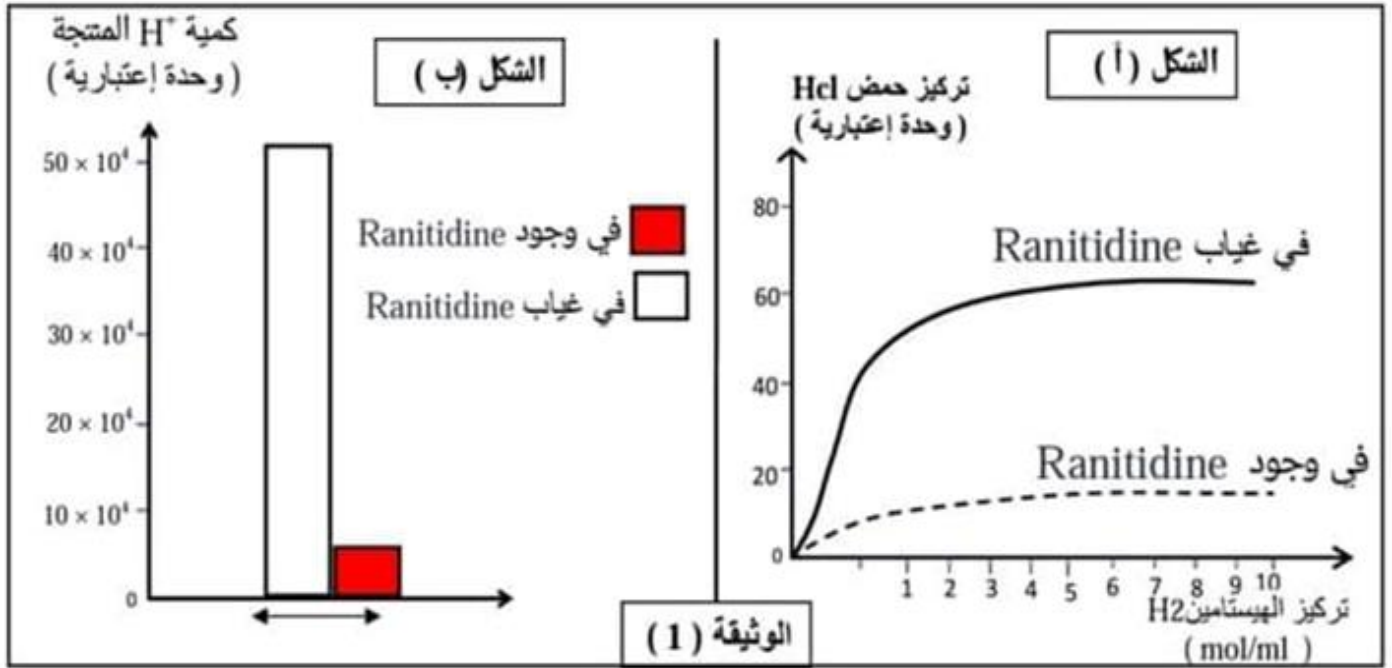 الشكل ( أ )
تركيز حمض Hcl
( وحدة إعتبارية )
80
60
40
20
0
في غياب Ranitidine
في وجود Ranitidine
1 2 3 4 5 6 7 8 9 10
تركيز الهيستامين H2
( mol/ml )
الشكل ( ب )
كمية H⁺ المنتجة
( وحدة إعتبارية )
50 × 10⁴
40 × 10⁴
30 × 10⁴
20 × 10⁴
10 × 10⁴
0
في وجود Ranitidine
في غياب Ranitidine
الوثيقة ( 1 )